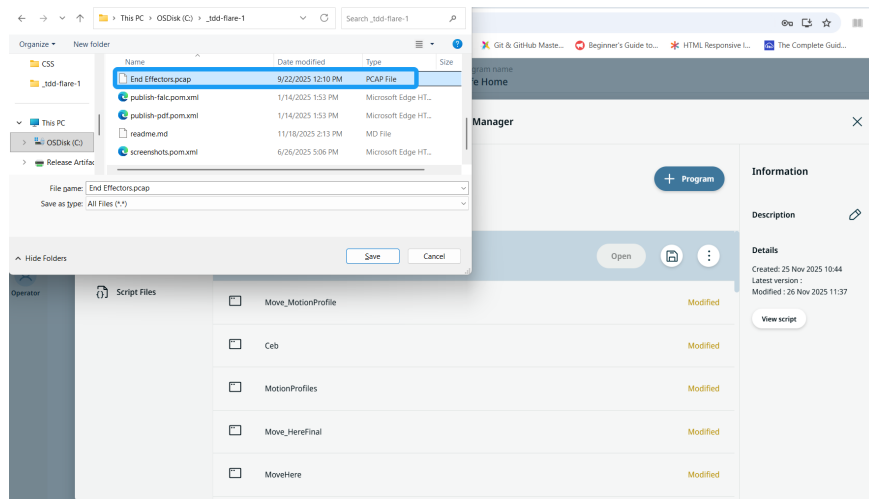 This PC > OSDisk (C:) > _tdd-flare-1
Search _tdd-flare-1
Organize
New folder
Name
Date modified
Type
Size
CSS
_tdd-flare-1
This PC
OSDisk (C:)
Release Artifac
End Effectors.pcap 9/22/2025 12:10 PM PCAP File
publish-falc.pom.xml 1/14/2025 1:53 PM Microsoft Edge HT...
publish-pdf.pom.xml 1/14/2025 1:53 PM Microsoft Edge HT...
readme.md 11/18/2025 2:13 PM MD File
screenshots.pom.xml 6/26/2025 5:06 PM Microsoft Edge HT...
File name: End Effectors.pcap
Save as type: All Files (*.*)
Hide Folders
Save
Cancel
Git & GitHub Maste...
Beginner's Guide to...
HTML Responsive I...
The Complete Guid...
gram name
e Home
Manager
Program
Open
Operator
Script Files
Move_MotionProfile Modified
Ceb Modified
MotionProfiles Modified
Move_HereFinal Modified
MoveHere Modified
Information
Description
Details
Created: 25 Nov 2025 10:44
Latest version :
Modified : 26 Nov 2025 11:37
View script